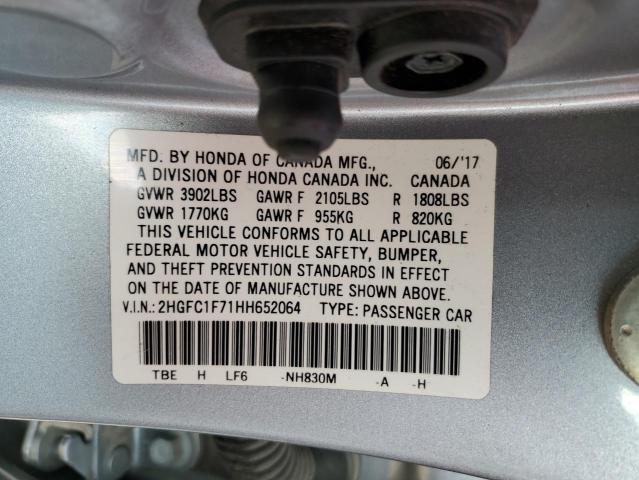 MFD. BY HONDA OF CANADA MFG., 06/'17
A DIVISION OF HONDA CANADA INC. CANADA
GVWR 3902LBS GAWR F 2105LBS R 1808LBS
GVWR 1770KG GAWR F 955KG R 820KG
THIS VEHICLE CONFORMS TO ALL APPLICABLE
FEDERAL MOTOR VEHICLE SAFETY, BUMPER,
AND THEFT PREVENTION STANDARDS IN EFFECT
ON THE DATE OF MANUFACTURE SHOWN ABOVE.
V.I.N.: 2HGFC1F71HH652064 TYPE: PASSENGER CAR
TBE H LF6 -NH830M -A -H